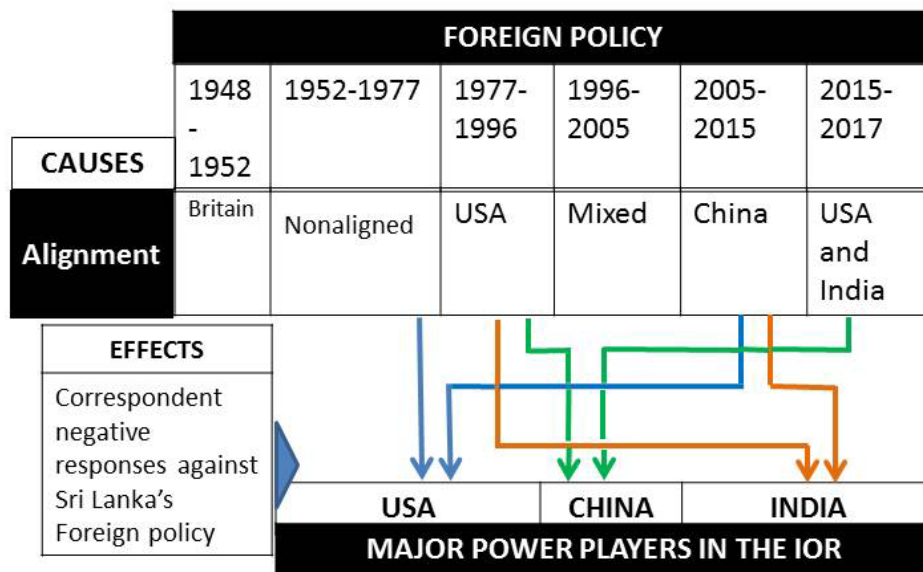 FOREIGN POLICY
1948
-
1952
1952-1977
1977-
1996
1996-
2005
2005-
2015
2015-
2017
CAUSES
Alignment
Britain
Nonaligned
USA
Mixed
China
USA
and
India
EFFECTS
Correspondent
negative
responses against
Sri Lanka's
Foreign policy
USA
CHINA
INDIA
MAJOR POWER PLAYERS IN THE IOR